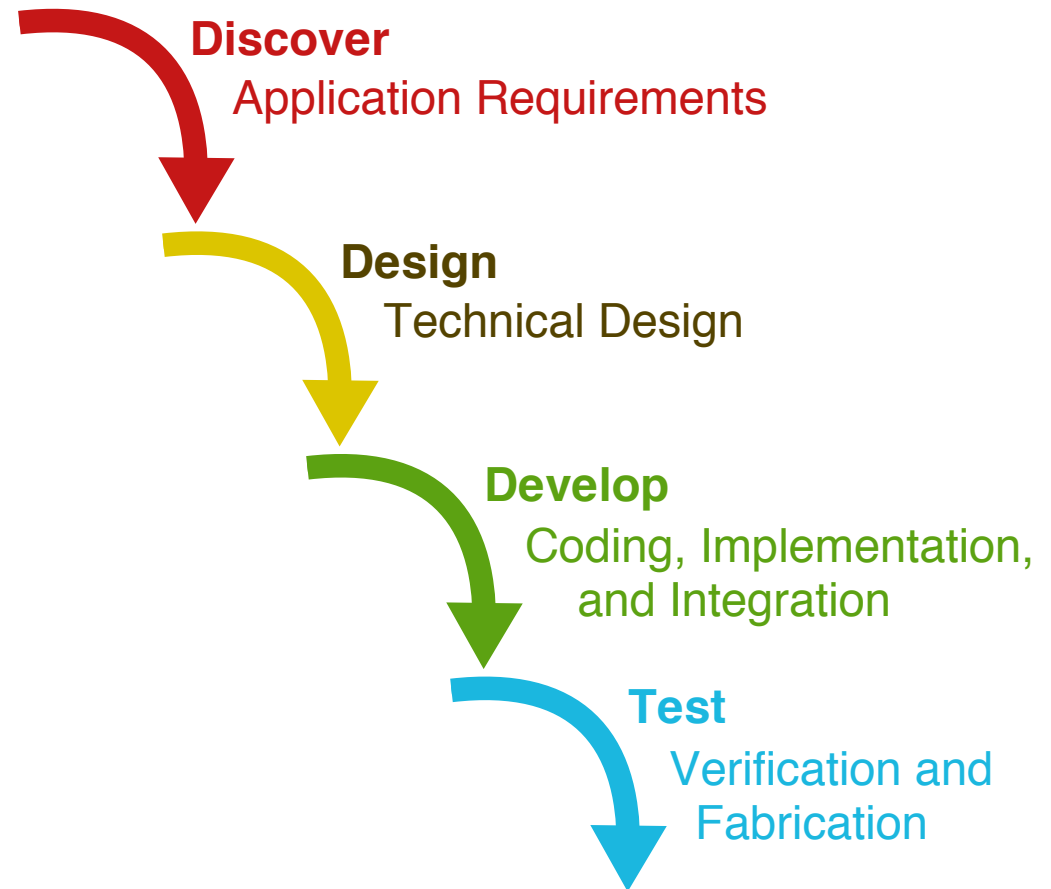 Discover
Application Requirements
Design
Technical Design
Develop
Coding, Implementation,
and Integration
Test
Verification and
Fabrication